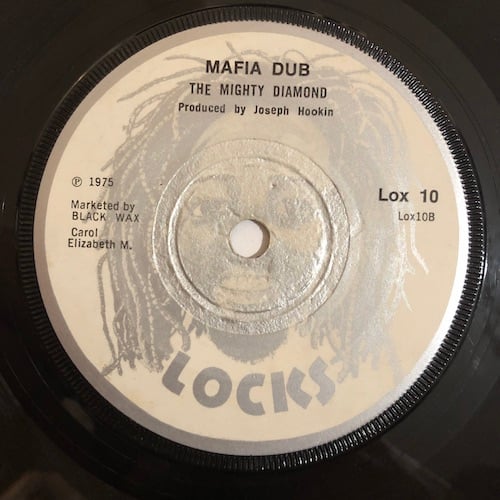 MAFIA DUB
THE MIGHTY DIAMOND
Produced by Joseph Hookin
℗ 1975
Marketed by
BLACK WAX
Carol
Elizabeth M.
Lox 10
Lox10B
LOCKS